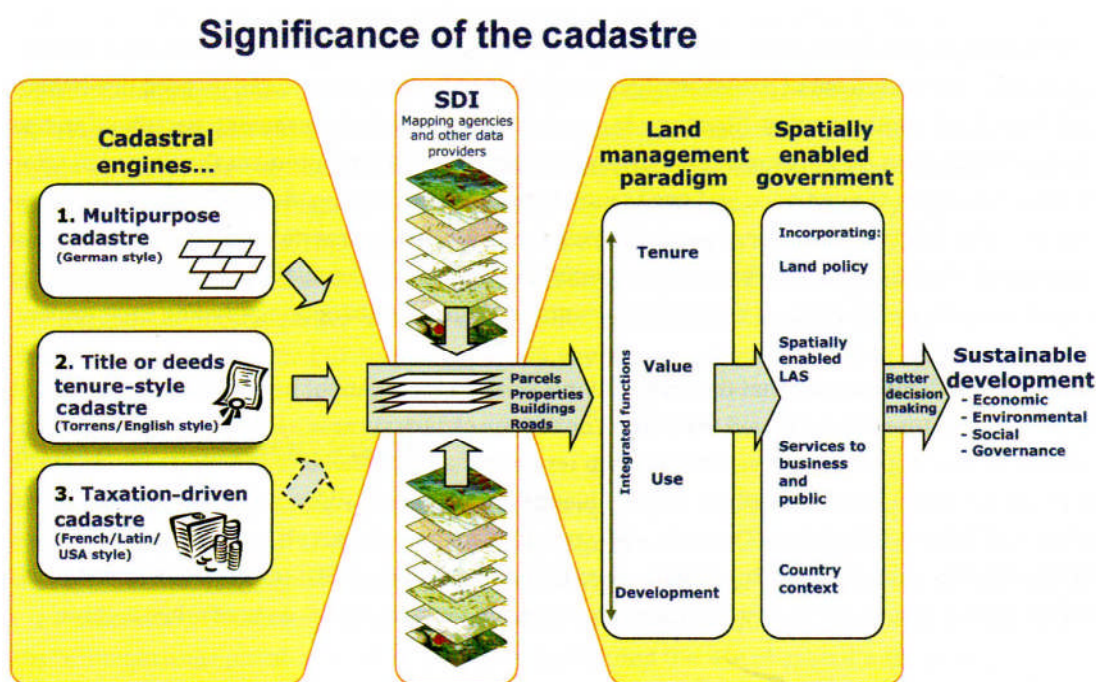 Significance of the cadastre
Cadastral
engines...
1. Multipurpose
cadastre
(German style)
2. Title or deeds
tenure-style
cadastre
(Torrens/English style)
3. Taxation-driven
cadastre
(French/Latin/
USA style)
SDI
Mapping agencies
and other data
providers
Parcels
Properties
Buildings
Roads
Land
management
paradigm
Integrated functions
Tenure
Value
Use
Development
Spatially
enabled
government
Incorporating:
Land policy
Spatially
enabled
LAS
Services to
business
and
public
Country
context
Better
decision
making
Sustainable
development
- Economic
- Environmental
- Social
- Governance